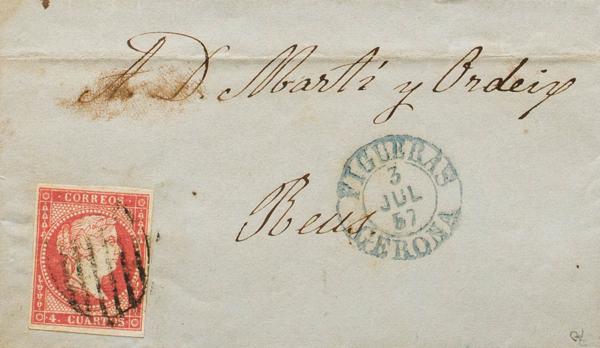 A D. Martí y Ordeix
Reus.
FIGUERAS
3
JUL
57
GERONA
CORREOS
4. CUARTOS